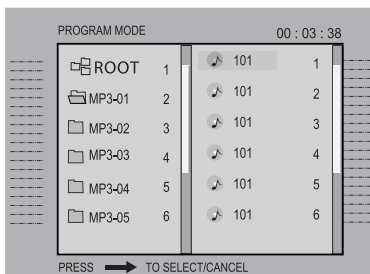 PROGRAM MODE 00 : 03 : 38
ROOT 1
MP3-01 2
MP3-02 3
MP3-03 4
MP3-04 5
MP3-05 6
101 1
101 2
101 3
101 4
101 5
101 6
PRESS TO SELECT/CANCEL